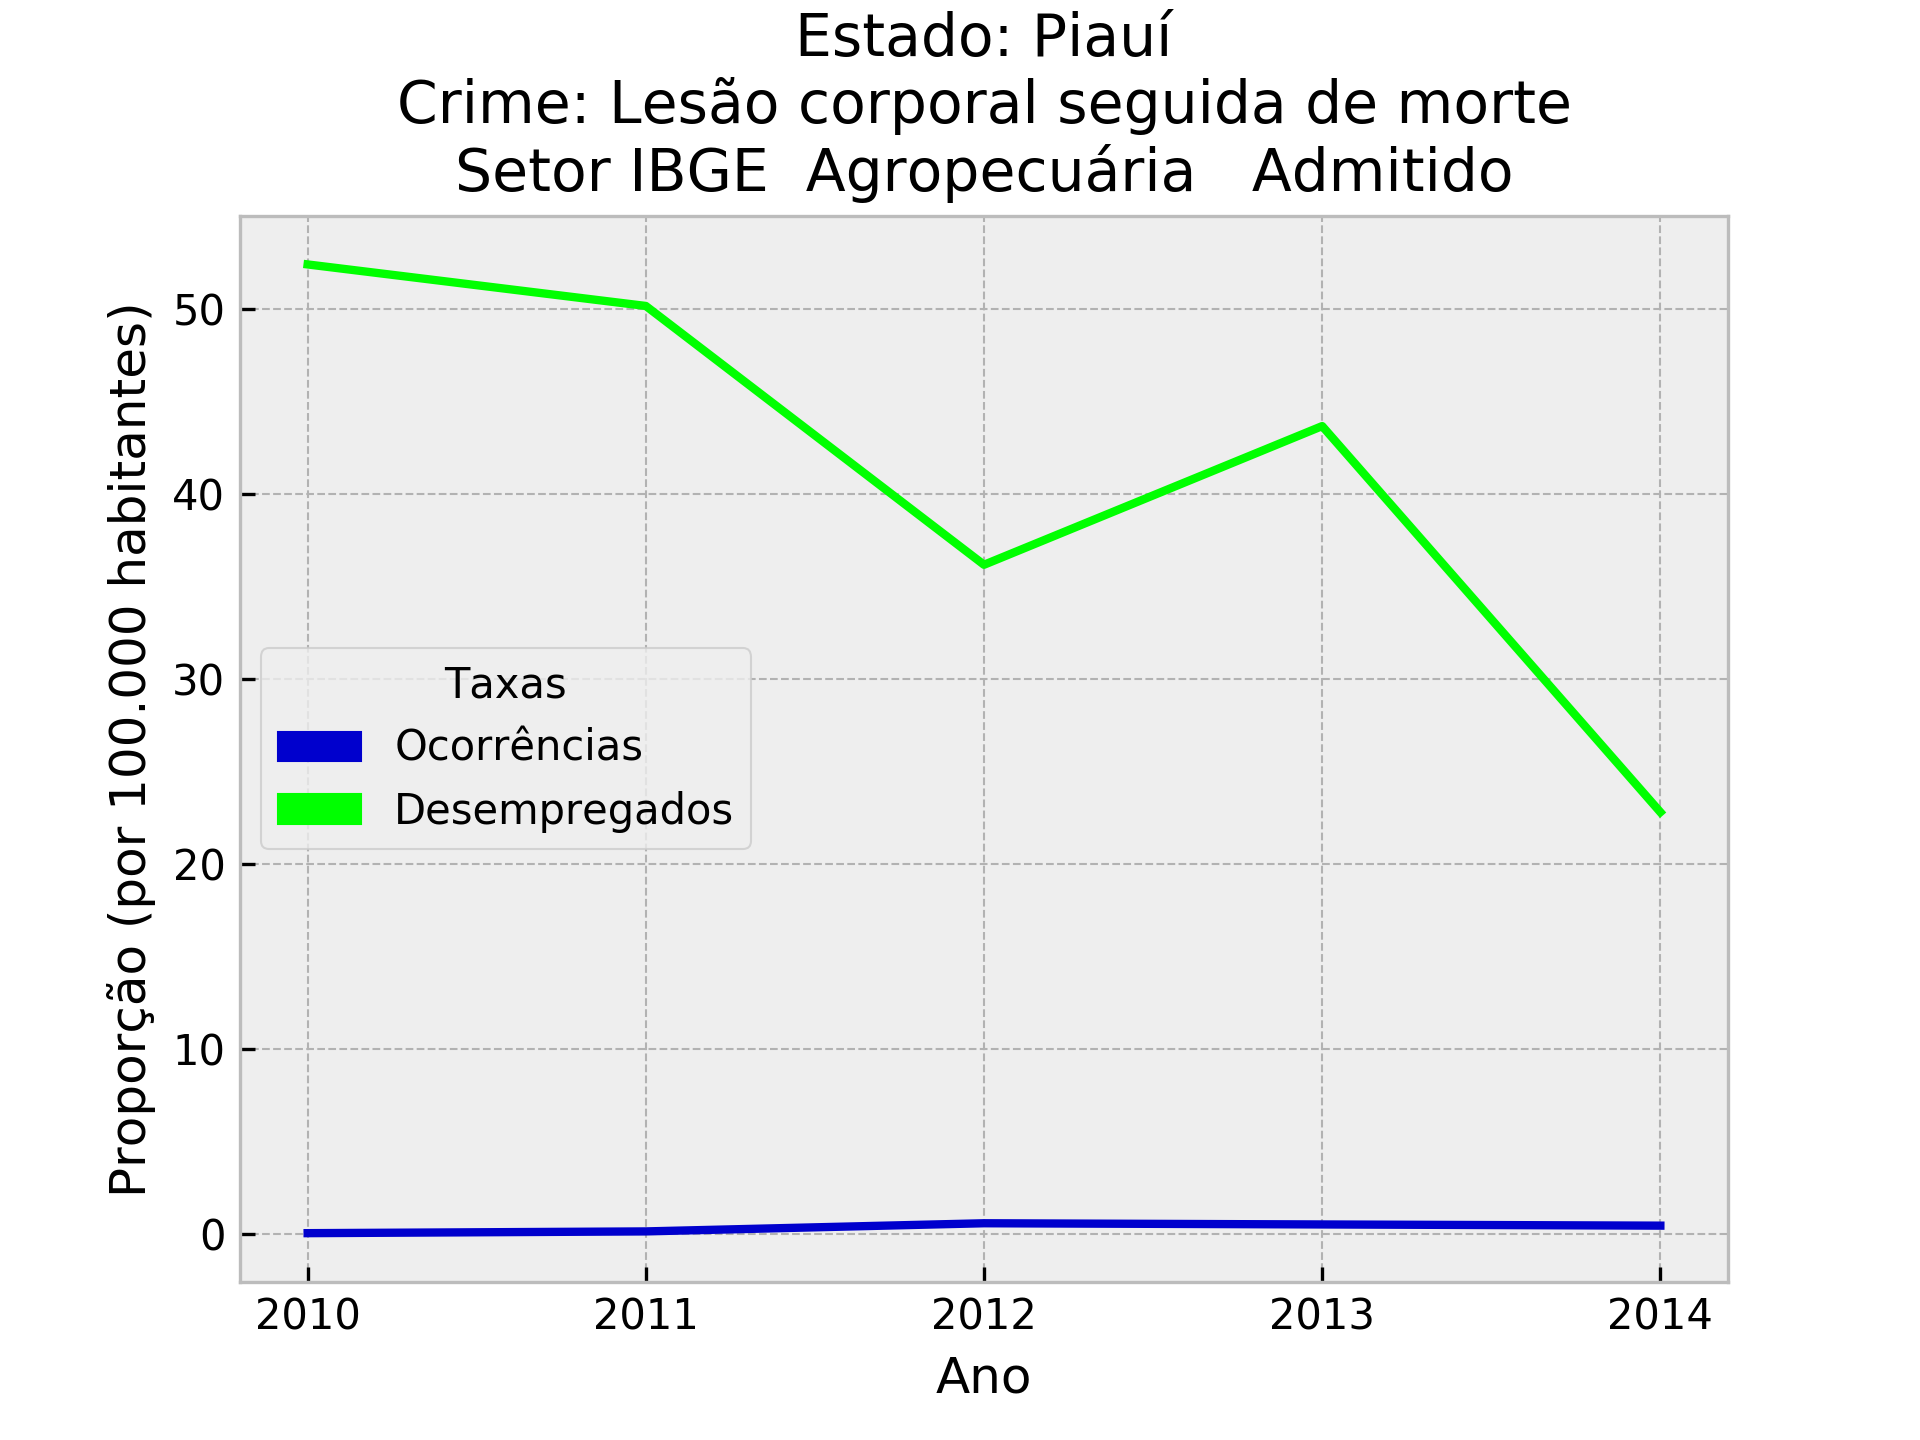 Estado: Piauí
Crime: Lesão corporal seguida de morte
Setor IBGE  Agropecuária   Admitido
Proporção (por 100.000 habitantes)
50
40
30
20
10
0
Taxas
Ocorrências
Desempregados
2010 2011 2012 2013 2014
Ano